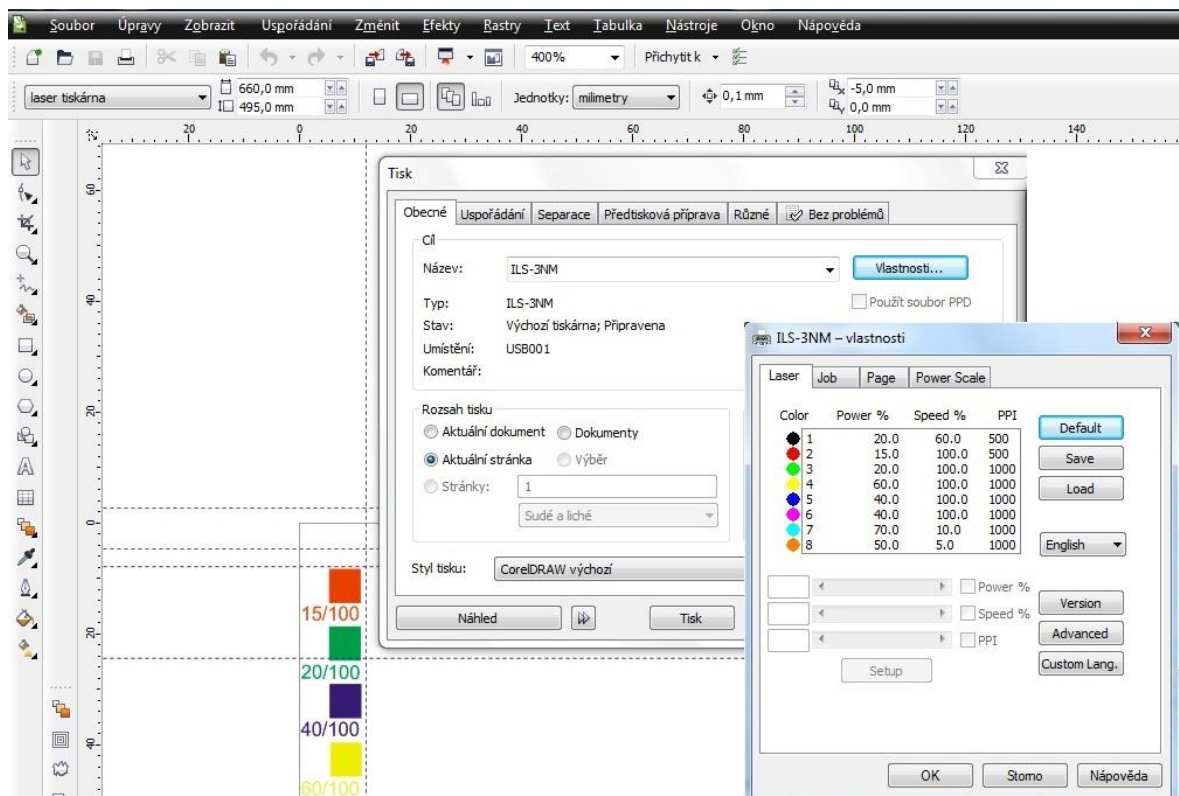 Soubor Úpravy Zobrazit Uspořádání Změnit Efekty Rastry Text Tabulka Nástroje Okno Nápověda
400% Přichytit k
laser tiskárna 660,0 mm 495,0 mm Jednotky: milimetry 0,1 mm x -5,0 mm y 0,0 mm
20 0 20 40 60 80 100 120 140
60
40
20
0
20
40
15/100
20/100
40/100
60/100
Tisk
Obecné Uspořádání Separace Předtisková příprava Různé Bez problémů
Cíl
Název: ILS-3NM Vlastnosti...
Typ: ILS-3NM Použít soubor PPD
Stav: Výchozí tiskárna; Připravena
Umístění: USB001
Komentář:
Rozsah tisku
Aktuální dokument Dokumenty
Aktuální stránka Výběr
Stránky: 1
Sudé a liché
Styl tisku: CorelDRAW výchozí
Náhled Tisk
ILS-3NM – vlastnosti
Laser Job Page Power Scale
Color Power % Speed % PPI
1 20.0 60.0 500
2 15.0 100.0 500
3 20.0 100.0 1000
4 60.0 100.0 1000
5 40.0 100.0 1000
6 40.0 100.0 1000
7 70.0 10.0 1000
8 50.0 5.0 1000
Default
Save
Load
English
Power %
Speed %
PPI
Setup
Version
Advanced
Custom Lang.
OK Storno Nápověda